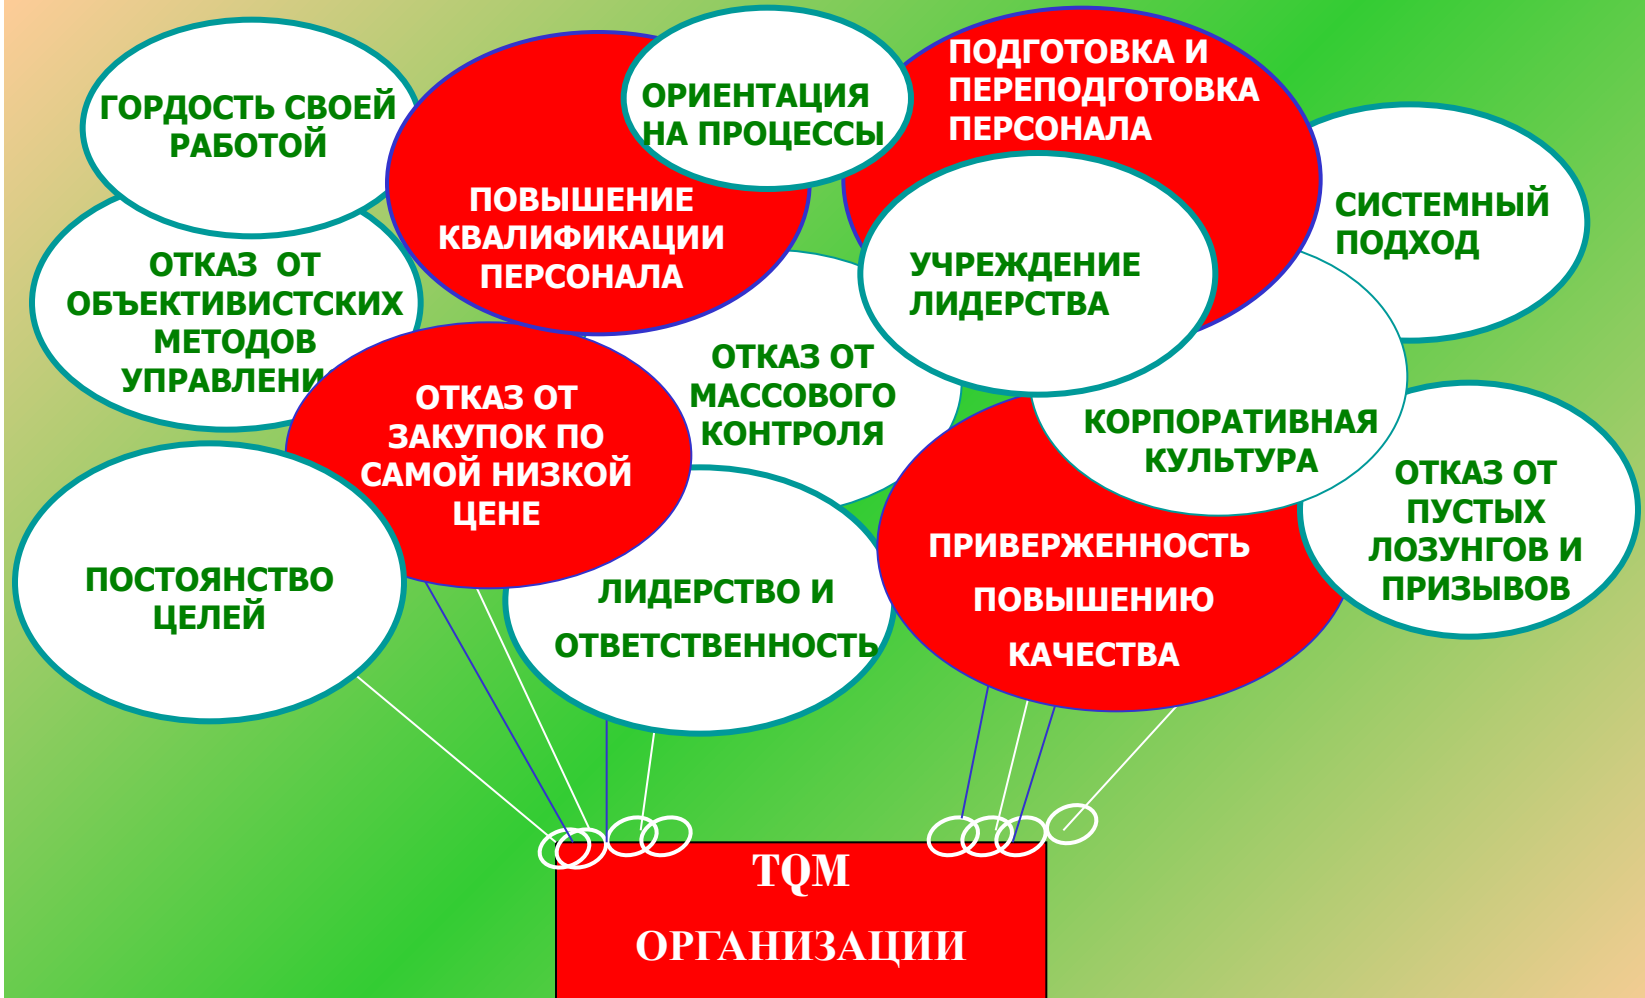 ГОРДОСТЬ СВОЕЙ
РАБОТОЙ
ПОВЫШЕНИЕ
КВАЛИФИКАЦИИ
ПЕРСОНАЛА
ОРИЕНТАЦИЯ
НА ПРОЦЕССЫ
ПОДГОТОВКА И
ПЕРЕПОДГОТОВКА
ПЕРСОНАЛА
СИСТЕМНЫЙ
ПОДХОД
ОТКАЗ ОТ
ОБЪЕКТИВИСТСКИХ
МЕТОДОВ
УПРАВЛЕНИ
УЧРЕЖДЕНИЕ
ЛИДЕРСТВА
ОТКАЗ ОТ
МАССОВОГО
КОНТРОЛЯ
ОТКАЗ ОТ
ЗАКУПОК ПО
САМОЙ НИЗКОЙ
ЦЕНЕ
КОРПОРАТИВНАЯ
КУЛЬТУРА
ОТКАЗ ОТ
ПУСТЫХ
ЛОЗУНГОВ И
ПРИЗЫВОВ
ПОСТОЯНСТВО
ЦЕЛЕЙ
ЛИДЕРСТВО И
ОТВЕТСТВЕННОСТЬ
ПРИВЕРЖЕННОСТЬ
ПОВЫШЕНИЮ
КАЧЕСТВА
TQM
ОРГАНИЗАЦИИ